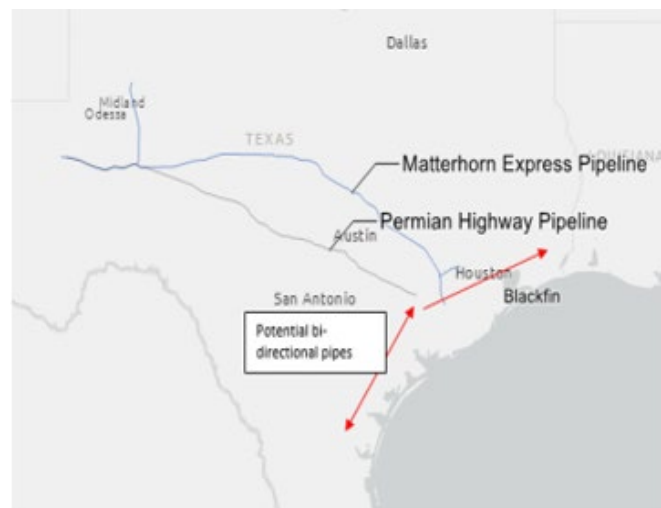 Dallas
Midland
Odessa
TEXAS
LOUISIANA
Matterhorn Express Pipeline
Permian Highway Pipeline
Austin
Houston
Blackfin
San Antonio
Potential bi-
directional pipes